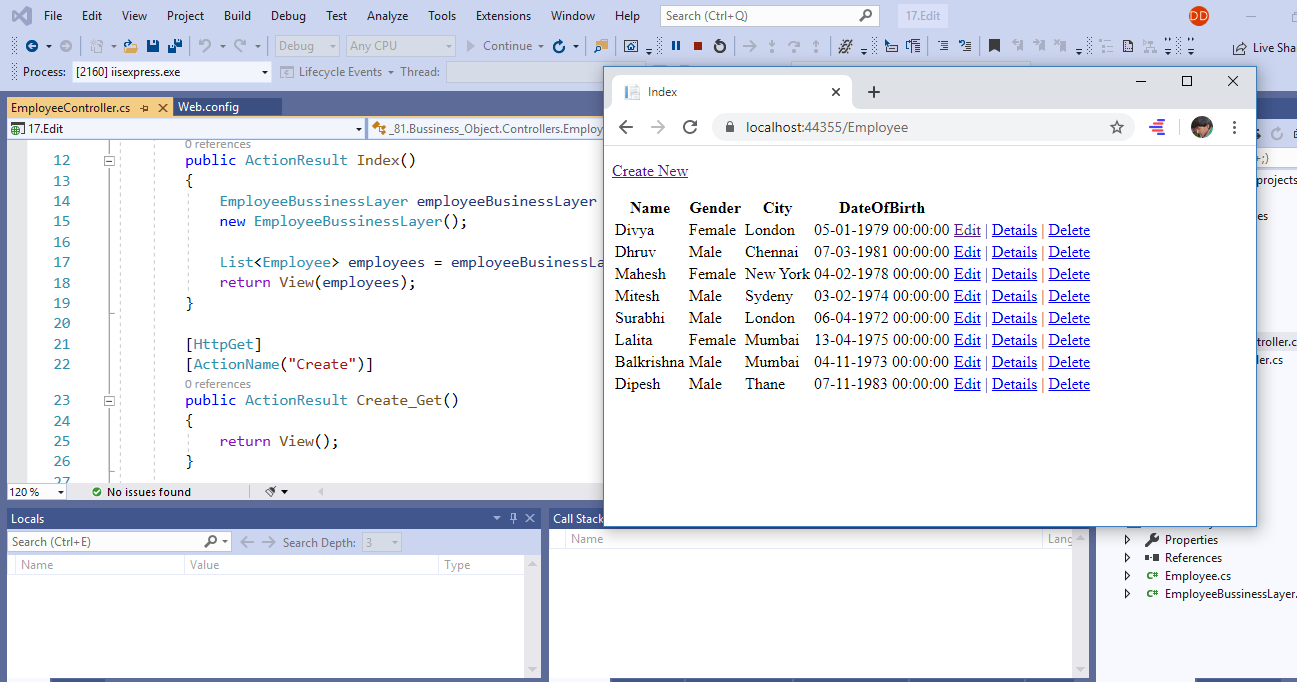 File Edit View Project Build Debug Test Analyze Tools Extensions Window Help Search (Ctrl+Q) 17.Edit DD
Debug Any CPU Continue Live Sha
Process: [2160] iisexpress.exe Lifecycle Events Thread:
EmployeeController.cs Web.config
17.Edit _81.Bussiness_Object.Controllers.Employ
0 references
12 public ActionResult Index()
13 {
14 EmployeeBussinessLayer employeeBusinessLayer
15 new EmployeeBussinessLayer();
16
17 List<Employee> employees = employeeBusinessLa
18 return View(employees);
19 }
20
21 [HttpGet]
22 [ActionName("Create")]
0 references
23 public ActionResult Create_Get()
24 {
25 return View();
26 }
27
120 % No issues found
Index
localhost:44355/Employee
Create New
Name Gender City DateOfBirth
Divya Female London 05-01-1979 00:00:00 Edit | Details | Delete
Dhruv Male Chennai 07-03-1981 00:00:00 Edit | Details | Delete
Mahesh Female New York 04-02-1978 00:00:00 Edit | Details | Delete
Mitesh Male Sydeny 03-02-1974 00:00:00 Edit | Details | Delete
Surabhi Male London 06-04-1972 00:00:00 Edit | Details | Delete
Lalita Female Mumbai 13-04-1975 00:00:00 Edit | Details | Delete
Balkrishna Male Mumbai 04-11-1973 00:00:00 Edit | Details | Delete
Dipesh Male Thane 07-11-1983 00:00:00 Edit | Details | Delete
+;)
projects
es
troller.c
ller.cs
Locals
Search (Ctrl+E) Search Depth: 3
Name Value Type
Call Stack
Name Lang
Properties
References
C# Employee.cs
C# EmployeeBussinessLayer.